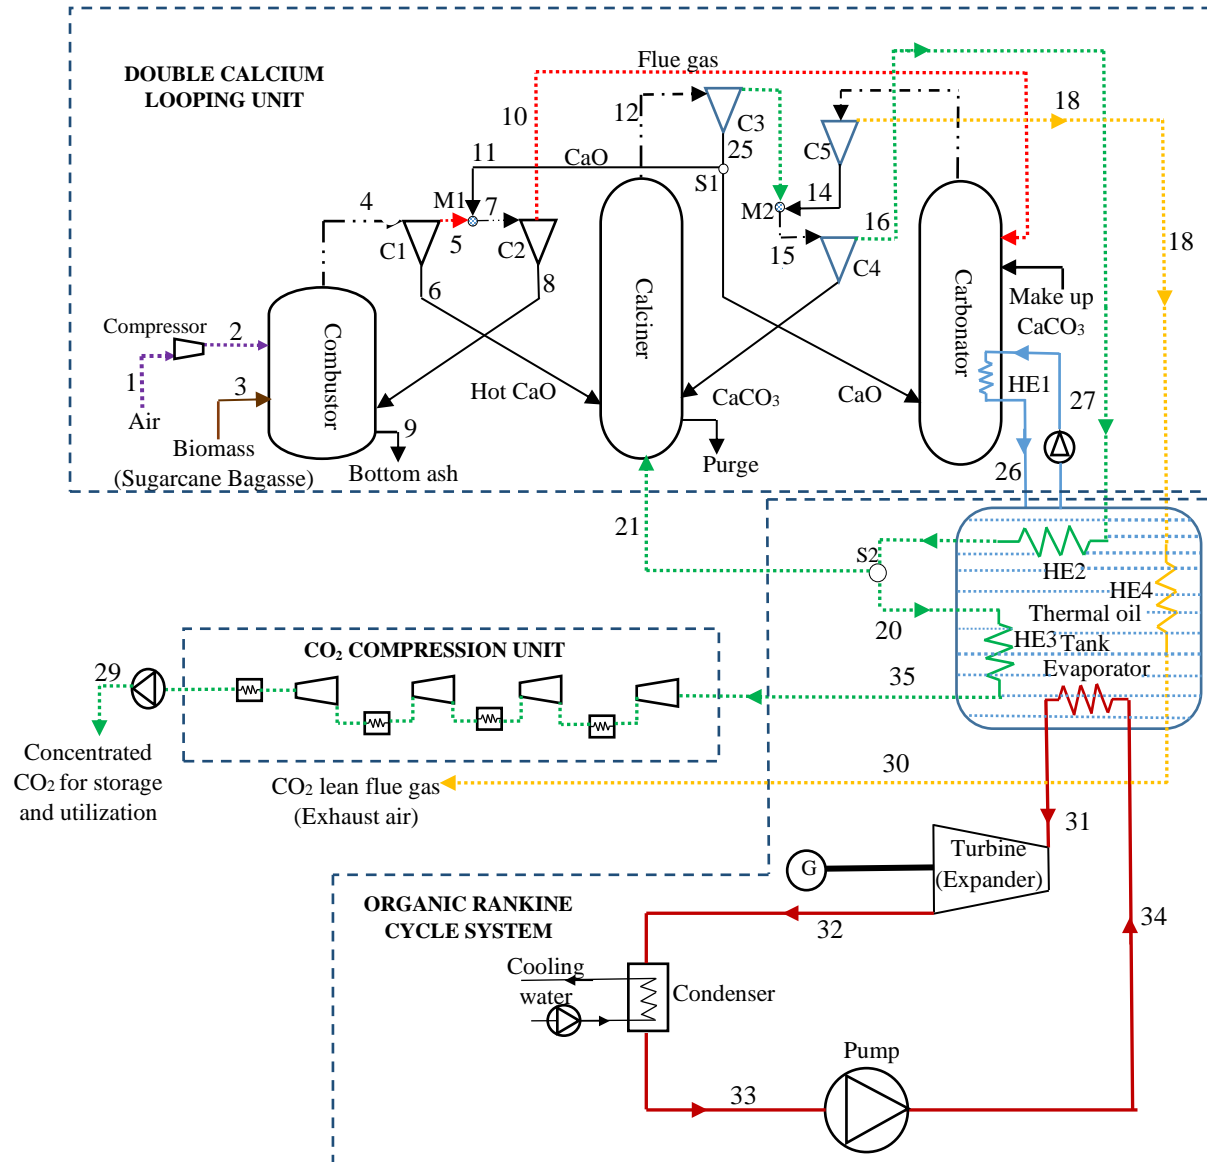 DOUBLE CALCIUM
LOOPING UNIT
Flue gas
10
12
C3
18
11
CaO
25
C5
S1
4
M1
7
14
M2
16
5
C1
C2
15
18
6
8
C4
Combustor
Calciner
Carbonator
Make up
CaCO₃
Compressor
2
1
3
Air
Biomass
(Sugarcane Bagasse)
9
Bottom ash
Hot CaO
CaCO₃
CaO
HE1
27
Purge
26
21
S2
HE2
HE4
20
Thermal oil
HE3
Tank
Evaporator
CO₂ COMPRESSION UNIT
29
35
Concentrated
CO₂ for storage
and utilization
CO₂ lean flue gas
(Exhaust air)
30
31
G
Turbine
(Expander)
ORGANIC RANKINE
CYCLE SYSTEM
32
34
Cooling
water
Condenser
Pump
33